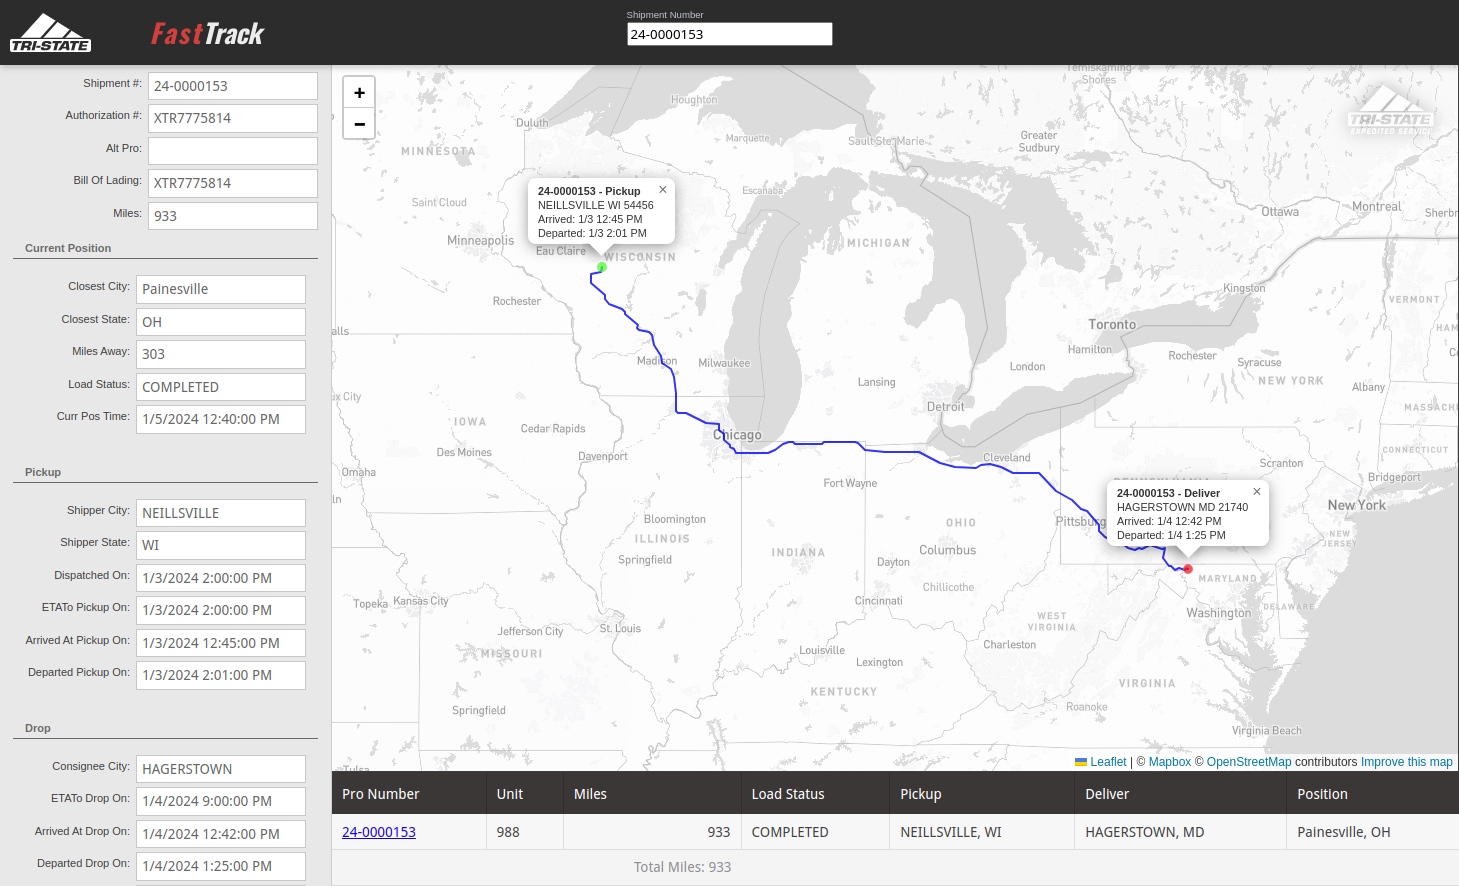 TRI-STATE
FastTrack
Shipment Number
24-0000153
Shipment #: 24-0000153
Authorization #: XTR7775814
Alt Pro:
Bill Of Lading: XTR7775814
Miles: 933
Current Position
Closest City: Painesville
Closest State: OH
Miles Away: 303
Load Status: COMPLETED
Curr Pos Time: 1/5/2024 12:40:00 PM
Pickup
Shipper City: NEILLSVILLE
Shipper State: WI
Dispatched On: 1/3/2024 2:00:00 PM
ETATo Pickup On: 1/3/2024 2:00:00 PM
Arrived At Pickup On: 1/3/2024 12:45:00 PM
Departed Pickup On: 1/3/2024 2:01:00 PM
Drop
Consignee City: HAGERSTOWN
ETATo Drop On: 1/4/2024 9:00:00 PM
Arrived At Drop On: 1/4/2024 12:42:00 PM
Departed Drop On: 1/4/2024 1:25:00 PM
+
−
Temiskaming
Shores
Houghton
TRI-STATE
EXPEDITED SERVICE
Duluth
Marquette
Sault Ste. Marie
Greater
Sudbury
MINNESOTA
24-0000153 - Pickup ×
NEILLSVILLE WI 54456
Arrived: 1/3 12:45 PM
Departed: 1/3 2:01 PM
Escanaba
Saint Cloud
Ottawa
Montreal
Sherbr
Minneapolis
Eau Claire
WISCONSIN
MICHIGAN
Rochester
Kingston
VERMONT
alls
Toronto
HAM
Madison
Milwaukee
Hamilton
Rochester
Syracuse
London
Lansing
NEW YORK
Albany
ux City
Detroit
MASSACH
IOWA
Cedar Rapids
Chicago
Des Moines
Davenport
Cleveland
Scranton
CONNECTICUT
Omaha
Fort Wayne
PENNSYLVANIA
Bridgeport
ln
24-0000153 - Deliver ×
HAGERSTOWN MD 21740
Arrived: 1/4 12:42 PM
Departed: 1/4 1:25 PM
New York
Bloomington
OHIO
Pittsburg
ILLINOIS
NEW
JERSEY
INDIANA
Columbus
Springfield
Dayton
MARYLAND
Chillicothe
Topeka
Kansas City
Cincinnati
DELAWARE
Washington
WEST
VIRGINIA
Jefferson City
St. Louis
Charleston
MISSOURI
Louisville
Lexington
KENTUCKY
VIRGINIA
Springfield
Roanoke
Virginia Beach
Tulsa
Leaflet | © Mapbox © OpenStreetMap contributors Improve this map
Pro Number Unit Miles Load Status Pickup Deliver Position
24-0000153 988 933 COMPLETED NEILLSVILLE, WI HAGERSTOWN, MD Painesville, OH
Total Miles: 933